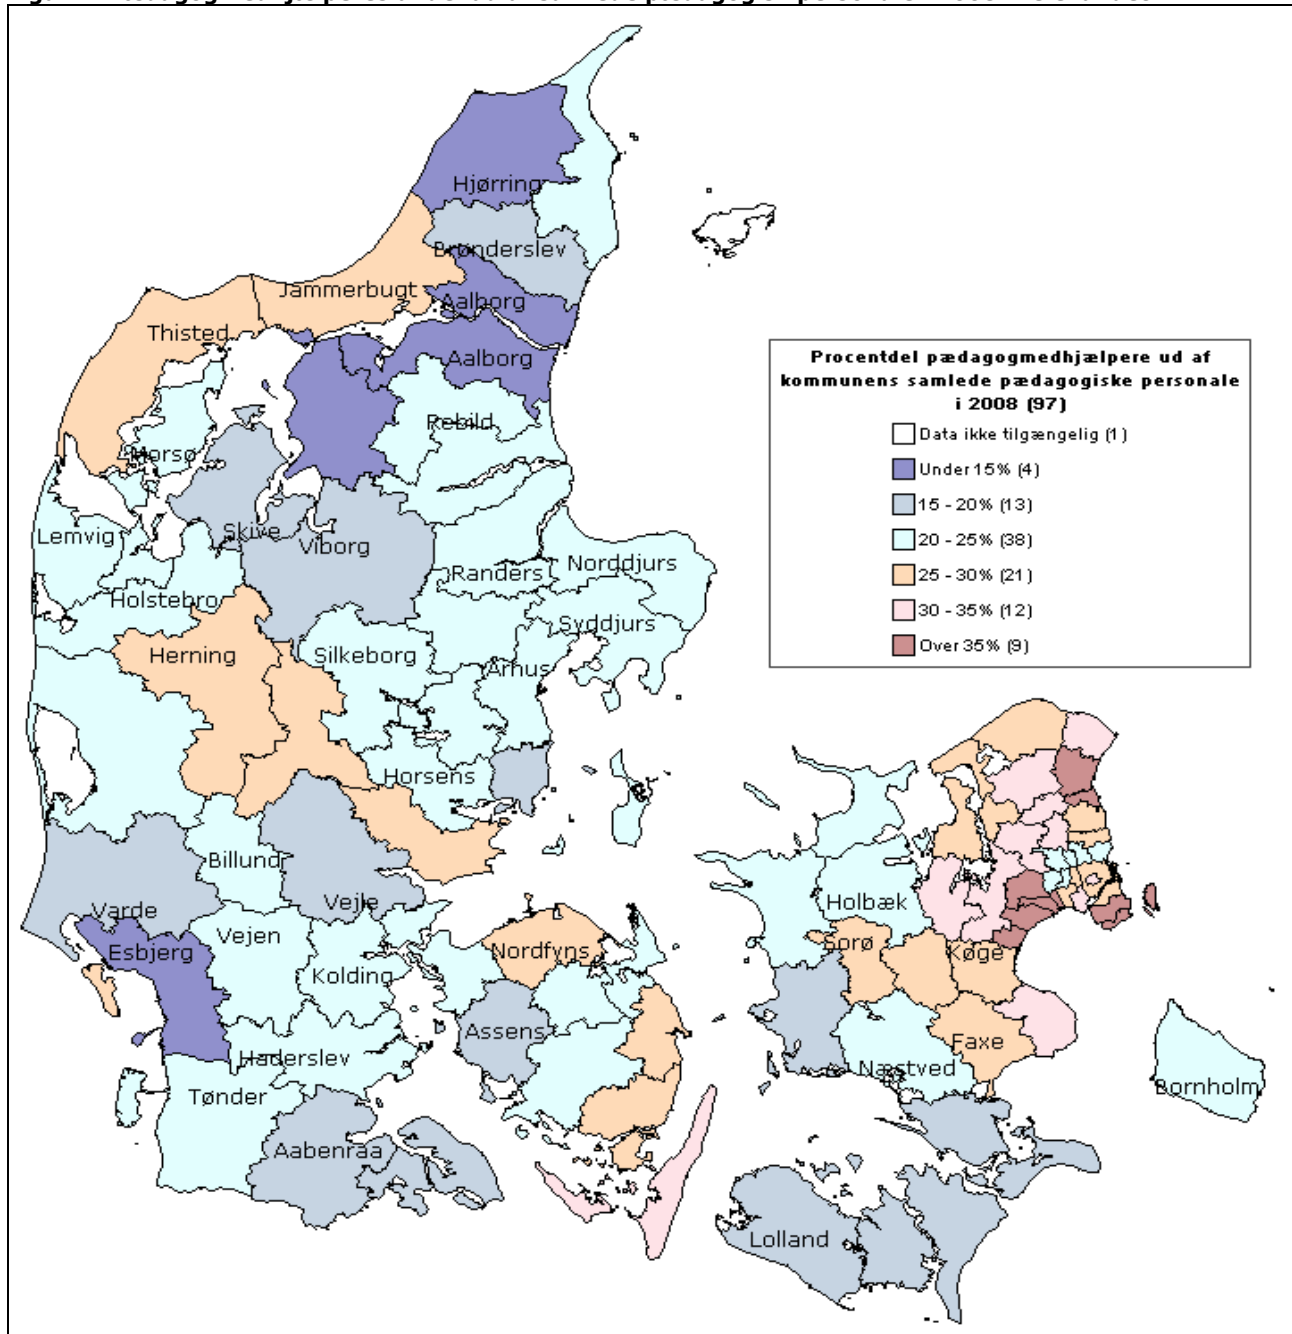 Hjørring
Brønderslev
Jammerbugt
Aalborg
Thisted
Aalborg
Rebild
Morsø
Lemvig
Skive
Viborg
Norddjurs
Randers
Holstebro
Syddjurs
Herning
Silkeborg
Århus
Horsens
Billund
Vejle
Varde
Holbæk
Vejen
Esbjerg
Nordfyns
Sorø
Køge
Kolding
Assens
Faxe
Haderslev
Næstved
Tønder
Bornholm
Aabenraa
Lolland
Procentdel pædagogmedhjælpere ud af
kommunens samlede pædagogiske personale
i 2008 (97)
Data ikke tilgængelig (1)
Under 15% (4)
15 - 20% (13)
20 - 25% (38)
25 - 30% (21)
30 - 35% (12)
Over 35% (9)